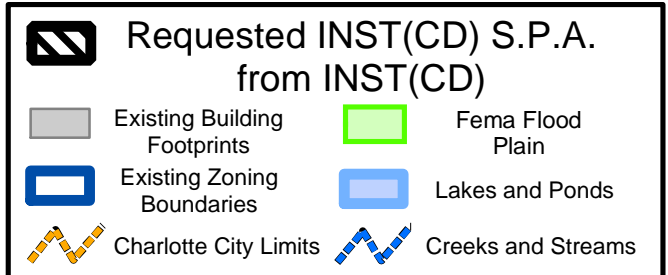 Requested INST(CD) S.P.A.
from INST(CD)
Existing Building
Footprints
Fema Flood
Plain
Existing Zoning
Boundaries
Lakes and Ponds
Charlotte City Limits
Creeks and Streams